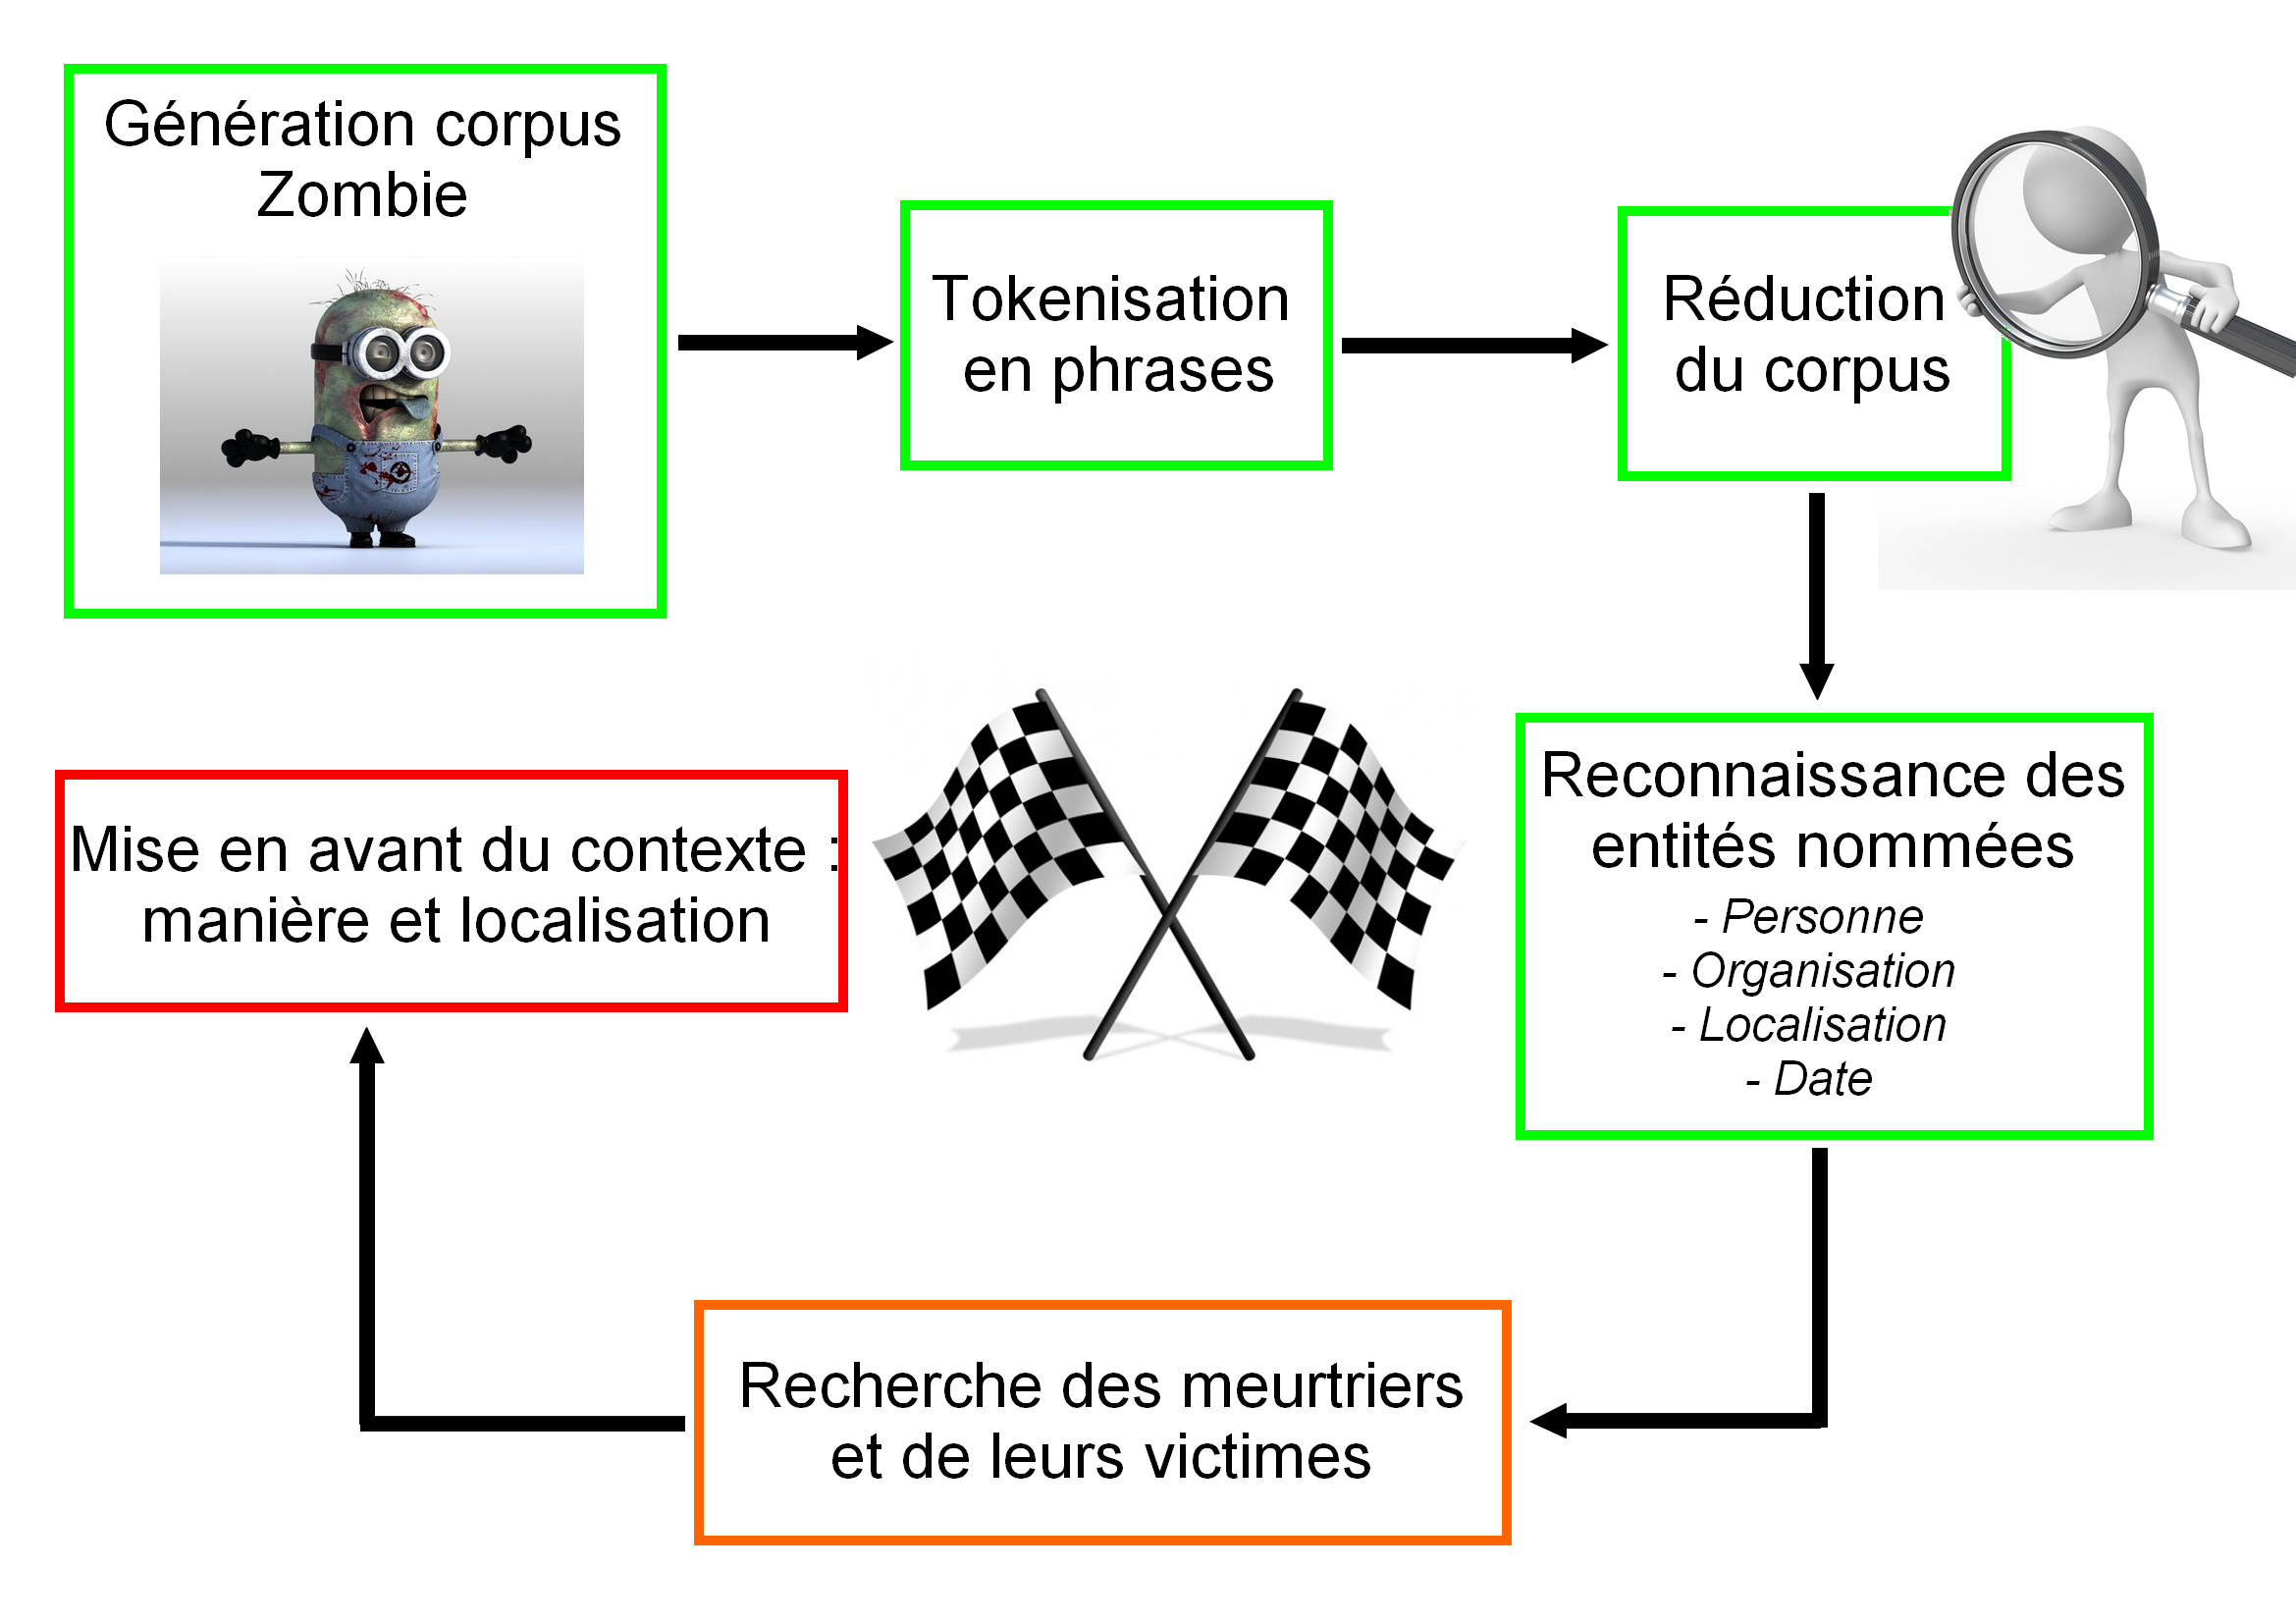 Génération corpus
Zombie
Tokenisation
en phrases
Réduction
du corpus
Reconnaissance des
entités nommées
- Personne
- Organisation
- Localisation
- Date
Recherche des meurtriers
et de leurs victimes
Mise en avant du contexte :
manière et localisation